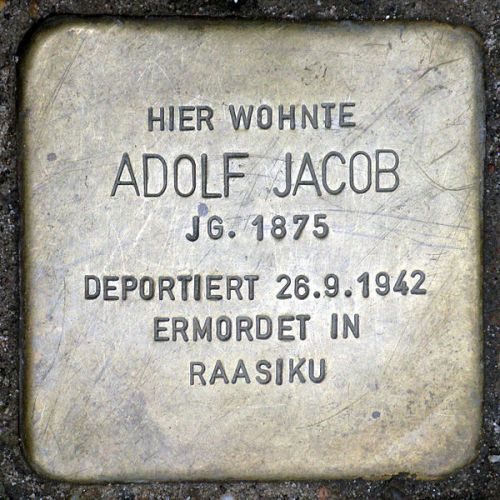 HIER WOHNTE
ADOLF JACOB
JG. 1875
DEPORTIERT 26.9.1942
ERMORDET IN
RAASIKU